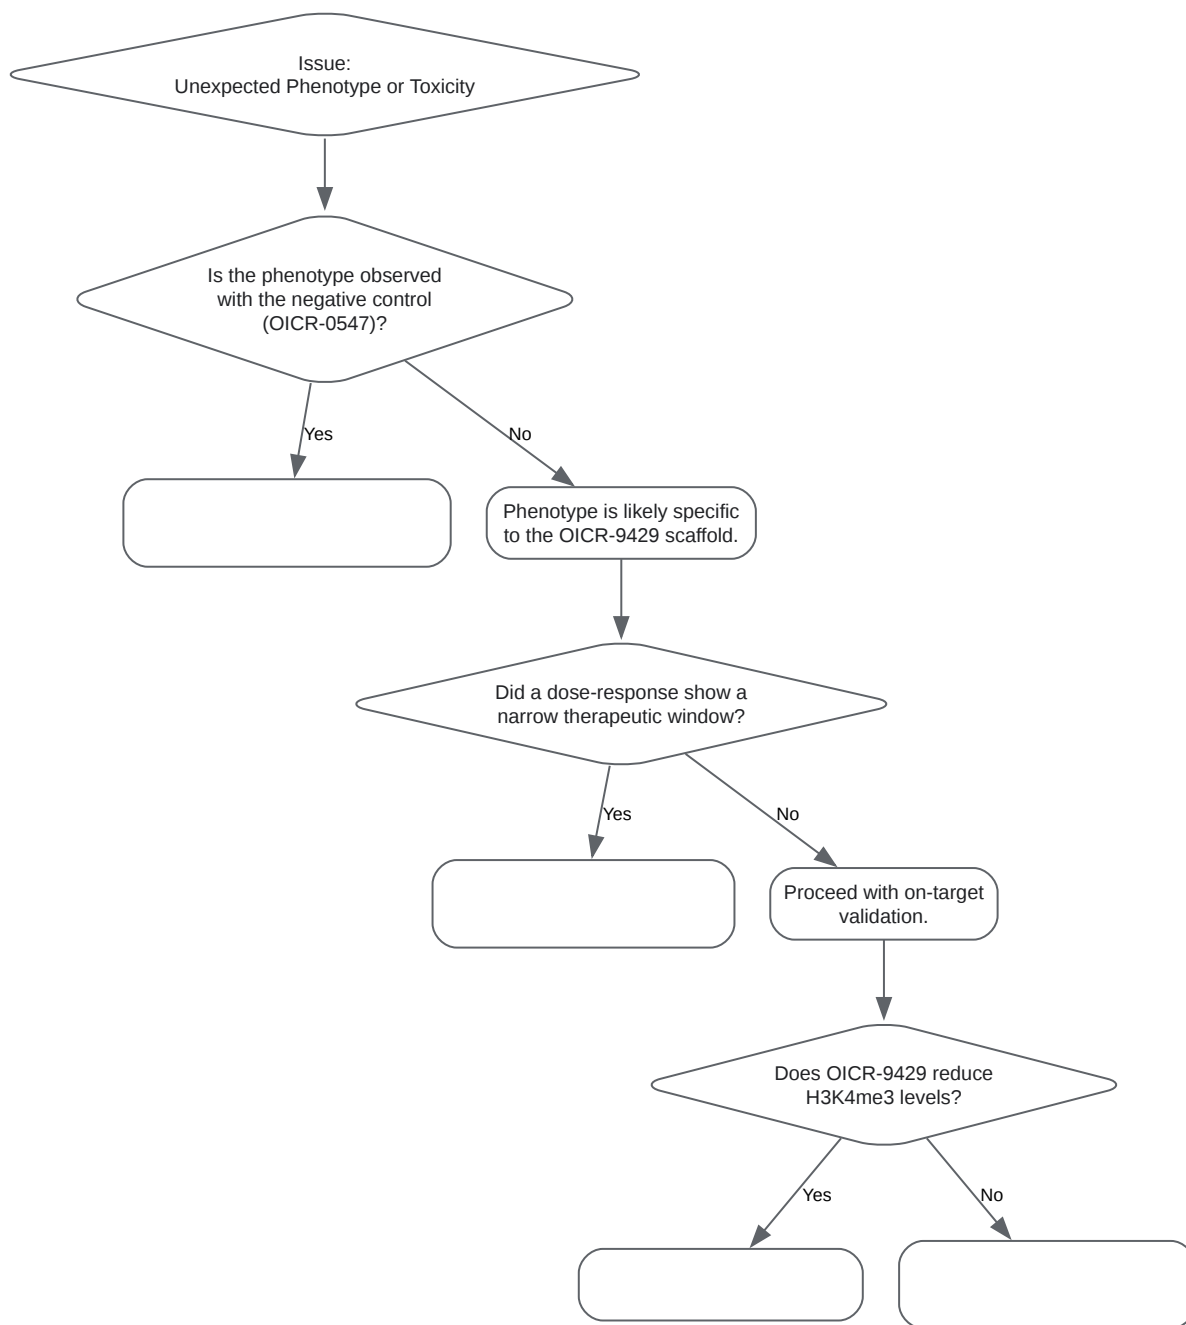 Issue:
Unexpected Phenotype or Toxicity
Is the phenotype observed
with the negative control
(OICR-0547)?
Yes
No
Phenotype is likely specific
to the OICR-9429 scaffold.
Did a dose-response show a
narrow therapeutic window?
Yes
No
Proceed with on-target
validation.
Does OICR-9429 reduce
H3K4me3 levels?
Yes
No